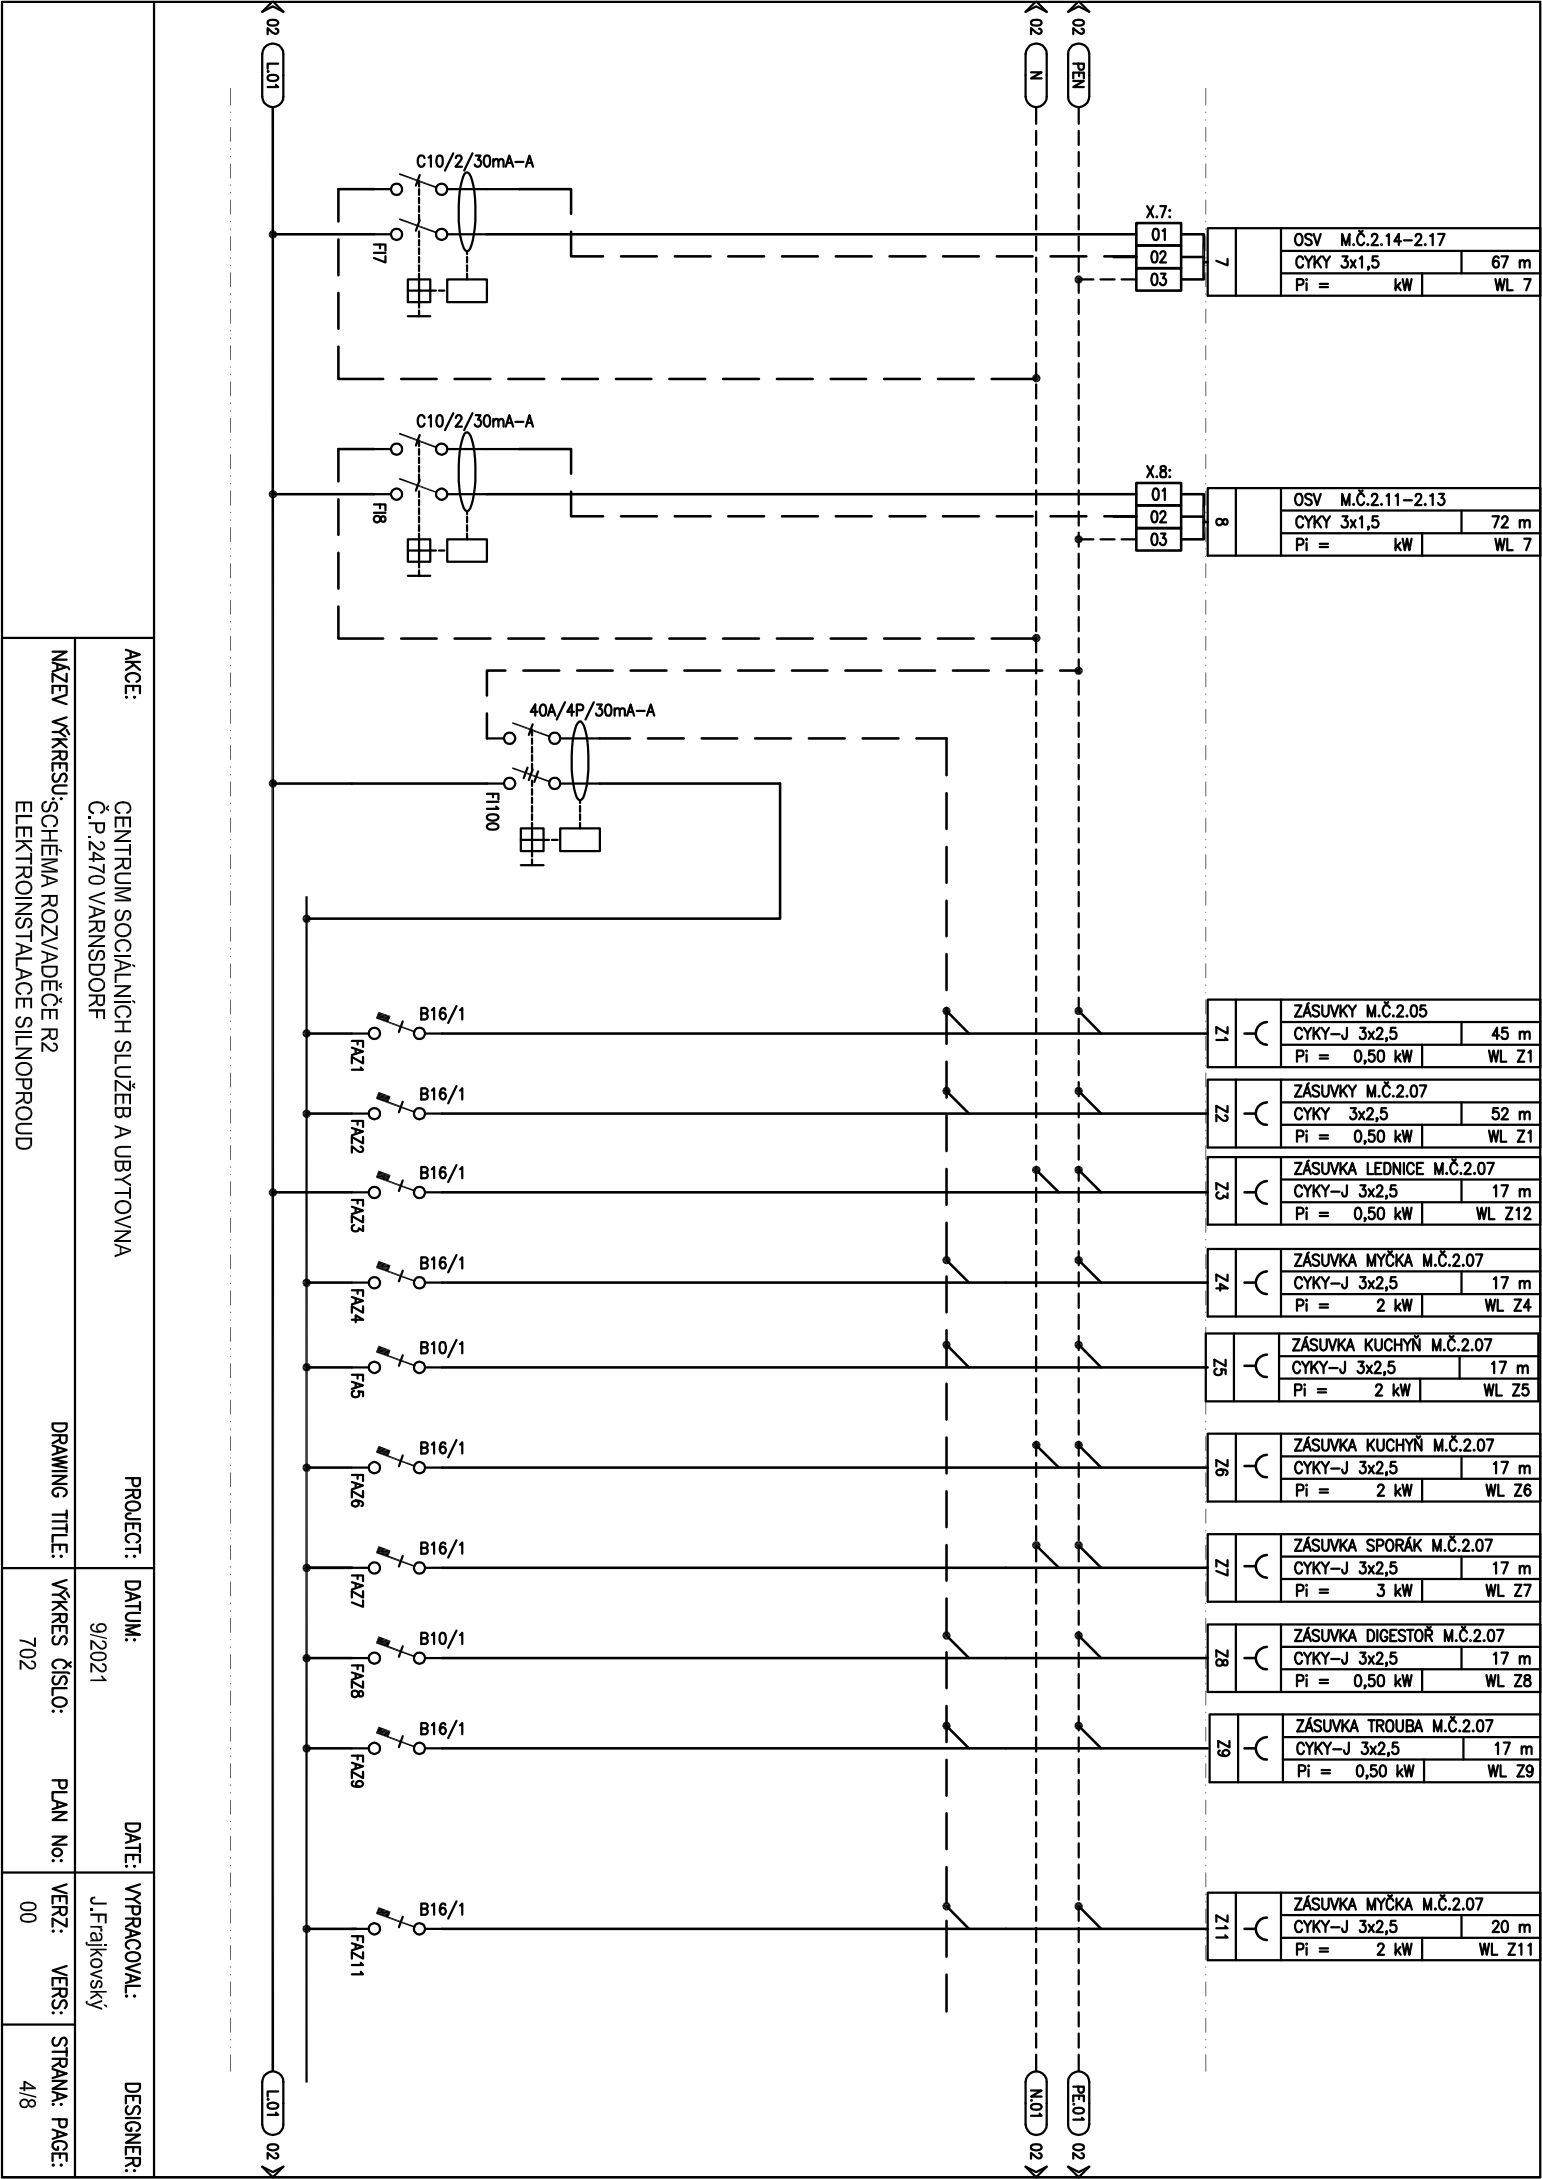 02
L.01
02
N
02
PEN
C10/2/30mA-A
FI7
X.7:
01
02
03
7
OSV M.Č.2.14-2.17
CYKY 3x1,5 67 m
Pi = kW WL 7
C10/2/30mA-A
FI8
X.8:
01
02
03
8
OSV M.Č.2.11-2.13
CYKY 3x1,5 72 m
Pi = kW WL 7
40A/4P/30mA-A
FI100
B16/1
FAZ1
Z1
ZÁSUVKY M.Č.2.05
CYKY-J 3x2,5 45 m
Pi = 0,50 kW WL Z1
B16/1
FAZ2
Z2
ZÁSUVKY M.Č.2.07
CYKY 3x2,5 52 m
Pi = 0,50 kW WL Z1
B16/1
FAZ3
Z3
ZÁSUVKA LEDNICE M.Č.2.07
CYKY-J 3x2,5 17 m
Pi = 0,50 kW WL Z12
B16/1
FAZ4
Z4
ZÁSUVKA MYČKA M.Č.2.07
CYKY-J 3x2,5 17 m
Pi = 2 kW WL Z4
B10/1
FA5
Z5
ZÁSUVKA KUCHYŇ M.Č.2.07
CYKY-J 3x2,5 17 m
Pi = 2 kW WL Z5
B16/1
FAZ6
Z6
ZÁSUVKA KUCHYŇ M.Č.2.07
CYKY-J 3x2,5 17 m
Pi = 2 kW WL Z6
B16/1
FAZ7
Z7
ZÁSUVKA SPORÁK M.Č.2.07
CYKY-J 3x2,5 17 m
Pi = 3 kW WL Z7
B10/1
FAZ8
Z8
ZÁSUVKA DIGESTOŘ M.Č.2.07
CYKY-J 3x2,5 17 m
Pi = 0,50 kW WL Z8
B16/1
FAZ9
Z9
ZÁSUVKA TROUBA M.Č.2.07
CYKY-J 3x2,5 17 m
Pi = 0,50 kW WL Z9
B16/1
FAZ11
Z11
ZÁSUVKA MYČKA M.Č.2.07
CYKY-J 3x2,5 20 m
Pi = 2 kW WL Z11
L.01
02
N.01
02
PE.01
02
AKCE: PROJECT:
CENTRUM SOCIÁLNÍCH SLUŽEB A UBYTOVNA
Č.P.2470 VARNSDORF
NÁZEV VÝKRESU: DRAWING TITLE:
SCHÉMA ROZVADĚČE R2
ELEKTROINSTALACE SILNOPROUD
DATUM: DATE:
9/2021
VÝKRES ČÍSLO: PLAN No:
702
VYPRACOVAL: DESIGNER:
J.Frajkovský
VERZ: VERS:
00
STRANA: PAGE:
4/8